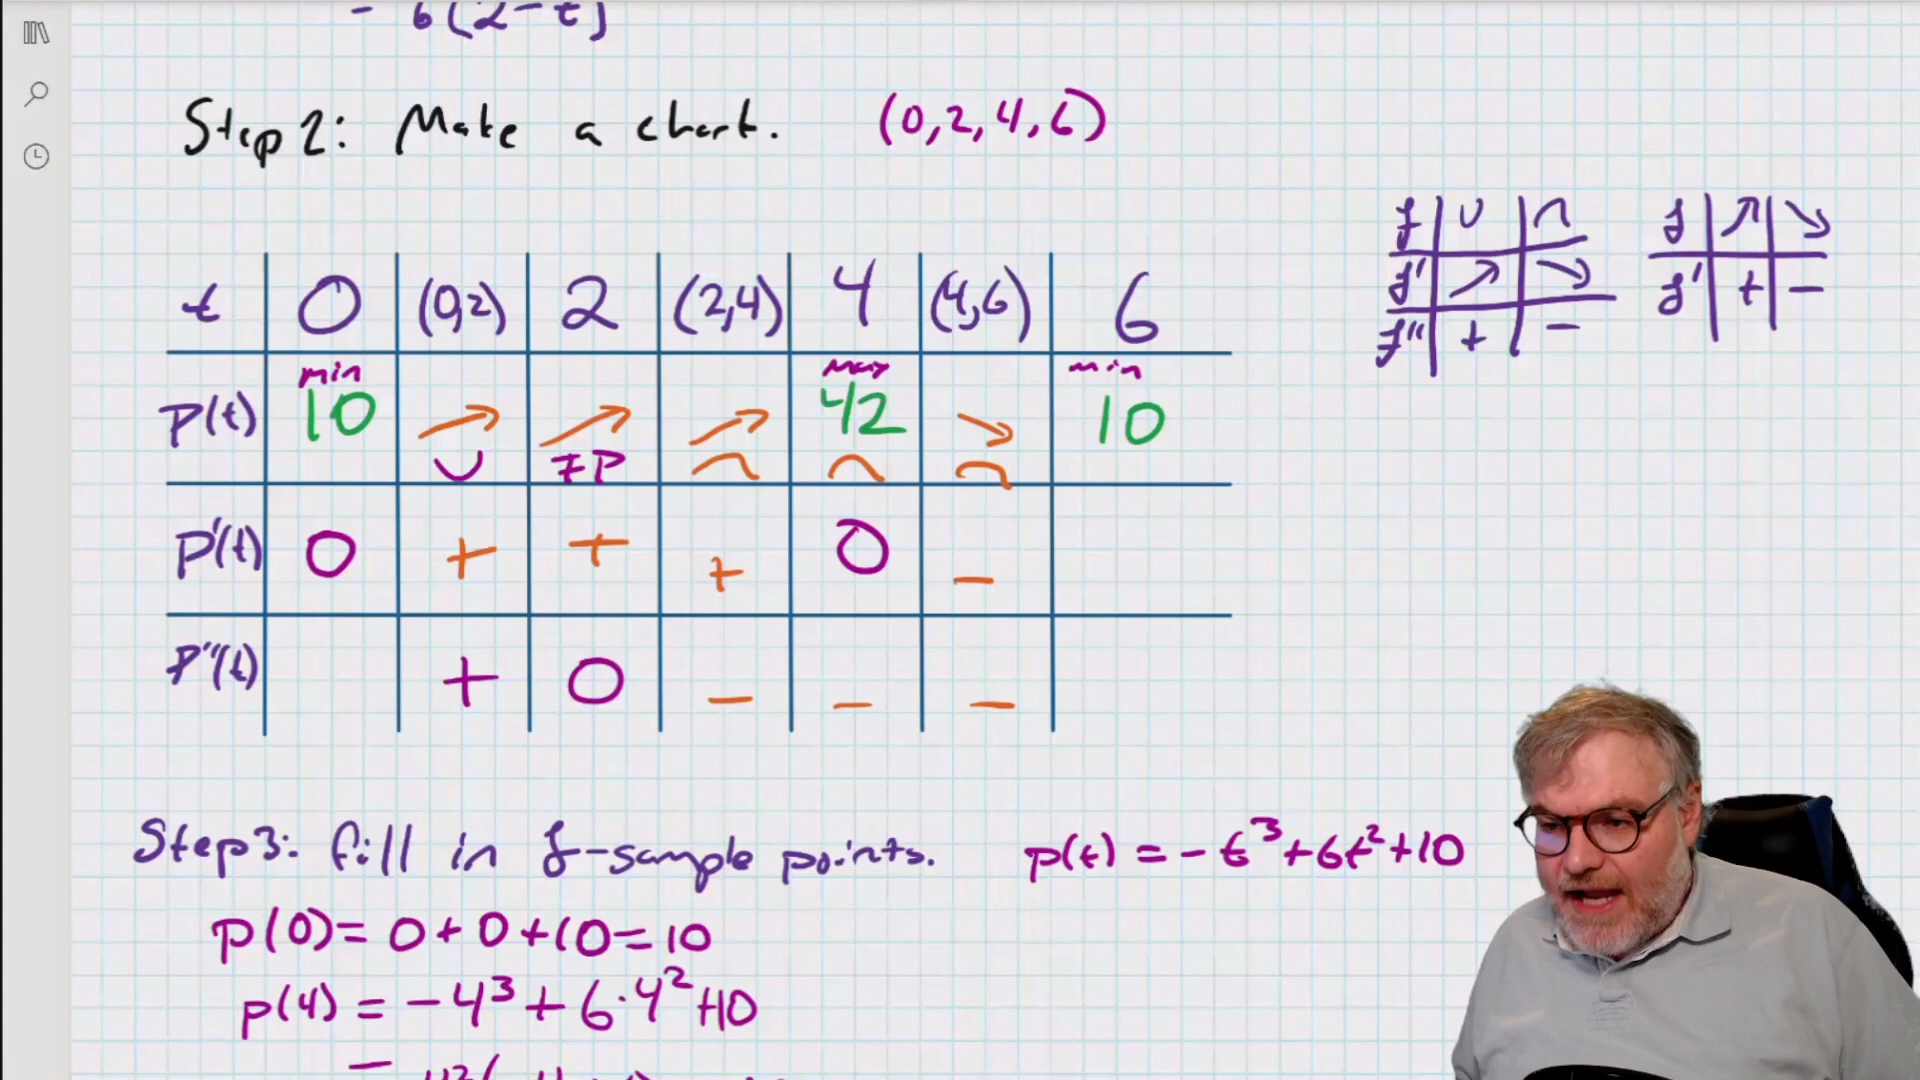 - 6(2-t)
Step 2: Make a chart. (0,2,4,6)
f ∪ ∩
f' ↗ ↘
f'' + −
f ↗ ↘
f' + −
t 0 (0,2) 2 (2,4) 4 (4,6) 6
min max min
p(t) 10 ↗ ↗ ↗ 42 ↘ 10
∪ IP ∩ ∩ ∩
p'(t) 0 + + + 0 −
p''(t) + 0 − − −
Step 3: fill in f-sample points. p(t) = -t³+6t²+10
p(0)= 0+0+10=10
p(4) = -4³ + 6·4² +10